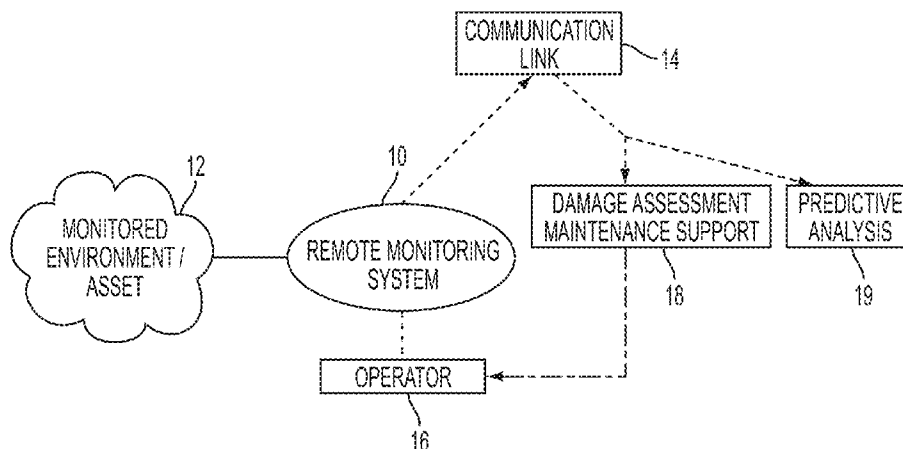 COMMUNICATION
LINK
14
12
10
MONITORED
ENVIRONMENT /
ASSET
REMOTE MONITORING
SYSTEM
DAMAGE ASSESSMENT
MAINTENANCE SUPPORT
PREDICTIVE
ANALYSIS
18
19
OPERATOR
16